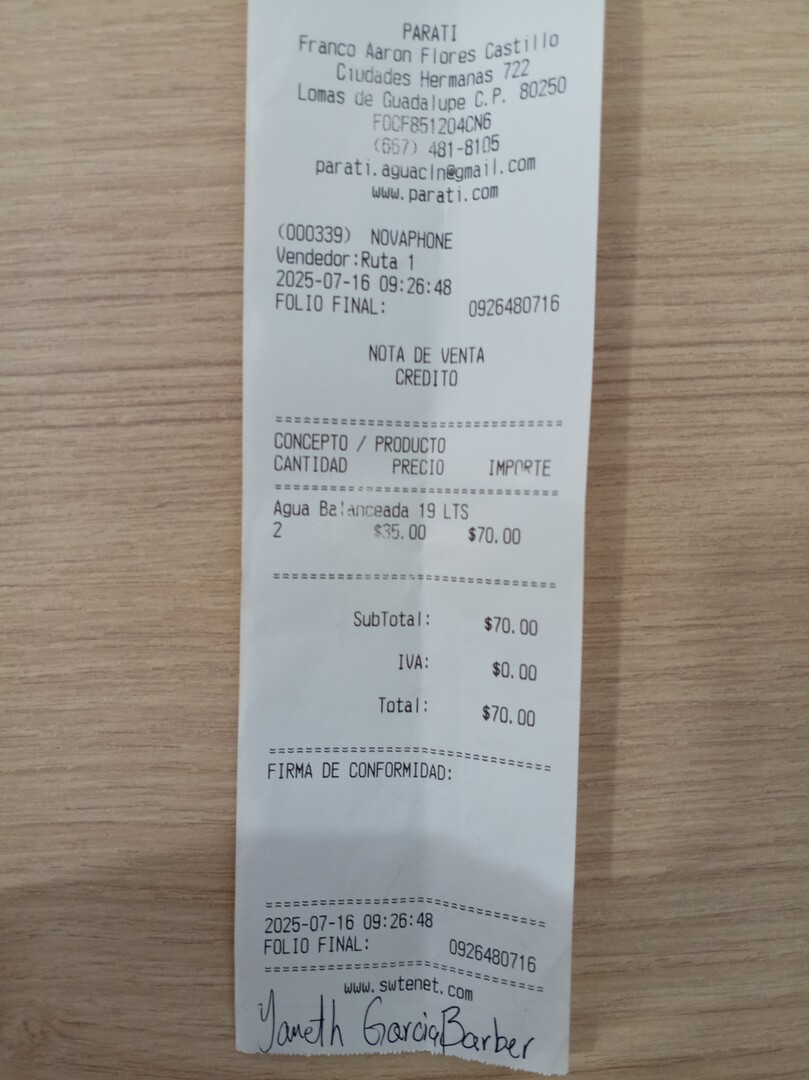 PARATI
Franco Aaron Flores Castillo
Ciudades Hermanas 722
Lomas de Guadalupe C.P. 80250
FOCF851204CN6
(667) 481-8105
parati.aguacln@gmail.com
www.parati.com
(000339) NOVAPHONE
Vendedor:Ruta 1
2025-07-16 09:26:48
FOLIO FINAL: 0926480716
NOTA DE VENTA
CREDITO
==================================
CONCEPTO / PRODUCTO
CANTIDAD PRECIO IMPORTE
==================================
Agua Balanceada 19 LTS
2 $35.00 $70.00
==================================
SubTotal: $70.00
IVA: $0.00
Total: $70.00
==================================
FIRMA DE CONFORMIDAD:
==================================
2025-07-16 09:26:48
FOLIO FINAL: 0926480716
==================================
www.swtenet.com
Yaneth Garcia Barber